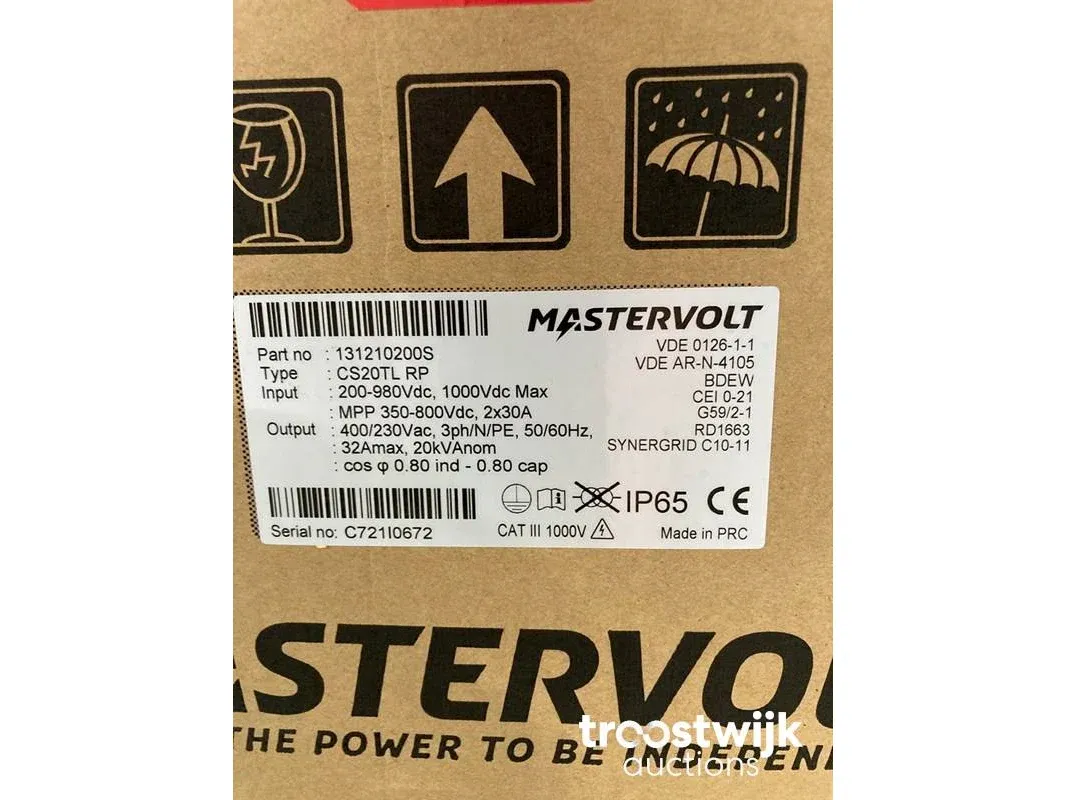 MASTERVOLT
Part no : 131210200S
Type : CS20TL RP
Input : 200-980Vdc, 1000Vdc Max
: MPP 350-800Vdc, 2x30A
Output : 400/230Vac, 3ph/N/PE, 50/60Hz,
: 32Amax, 20kVAnom
: cos φ 0.80 ind - 0.80 cap
VDE 0126-1-1
VDE AR-N-4105
BDEW
CEI 0-21
G59/2-1
RD1663
SYNERGRID C10-11
IP65 CE
Serial no: C721I0672
CAT III 1000V
Made in PRC
ASTERVO
THE POWER TO BE INDEPEN
troostwijk
auctions